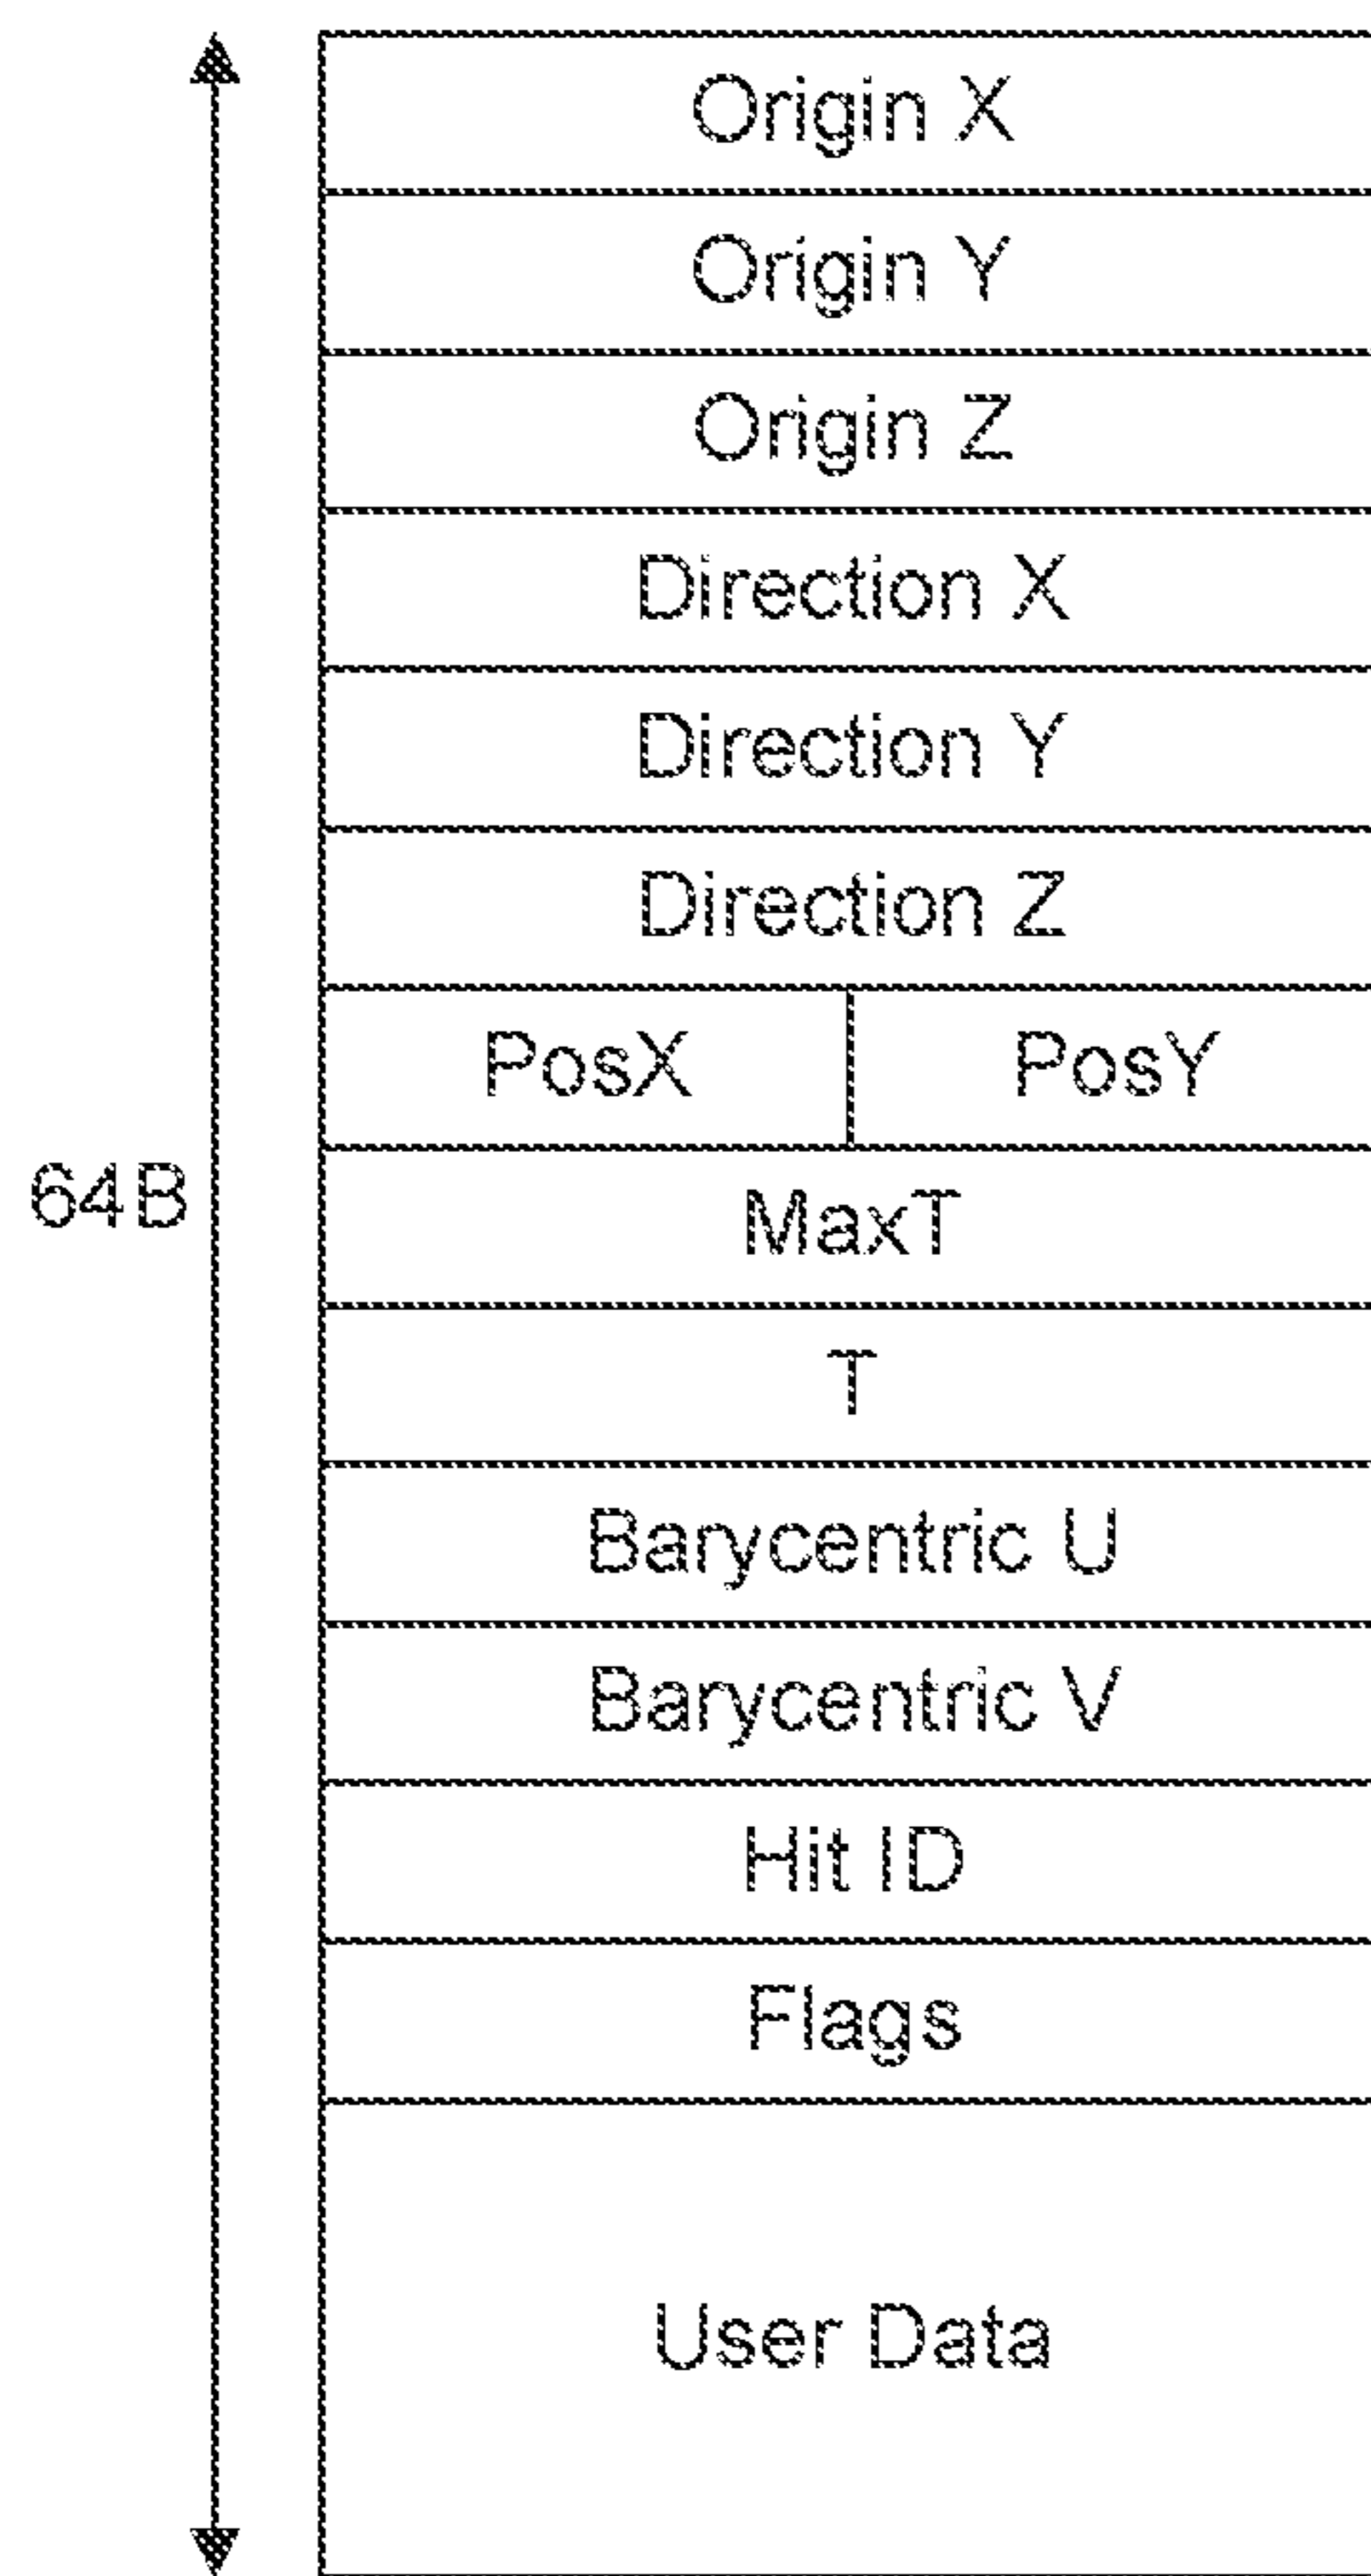 Origin X
Origin Y
Origin Z
Direction X
Direction Y
Direction Z
PosX PosY
64B
MaxT
T
Barycentric U
Barycentric V
Hit ID
Flags
User Data